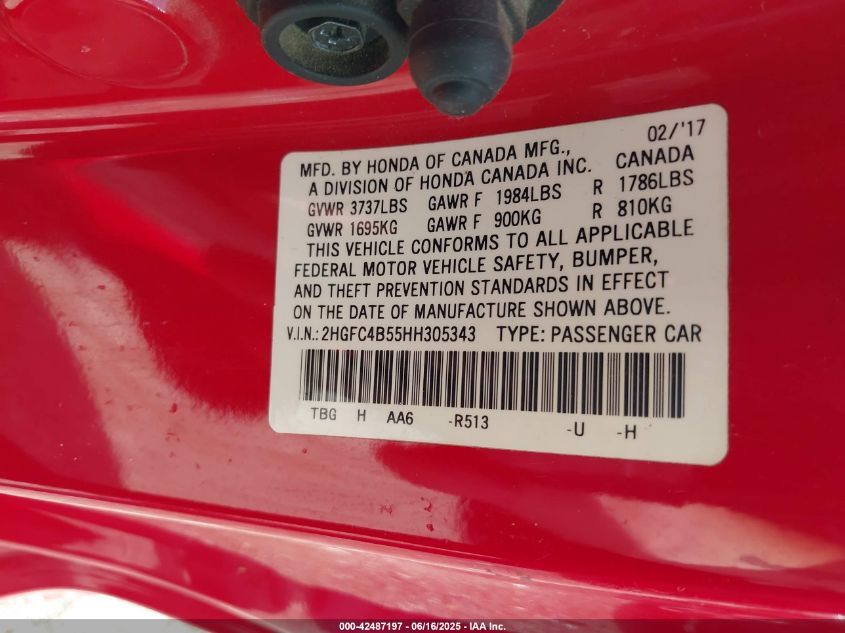 02/'17
MFD. BY HONDA OF CANADA MFG.,
A DIVISION OF HONDA CANADA INC. CANADA
GVWR 3737LBS GAWR F 1984LBS R 1786LBS
GVWR 1695KG GAWR F 900KG R 810KG
THIS VEHICLE CONFORMS TO ALL APPLICABLE
FEDERAL MOTOR VEHICLE SAFETY, BUMPER,
AND THEFT PREVENTION STANDARDS IN EFFECT
ON THE DATE OF MANUFACTURE SHOWN ABOVE.
V.I.N.: 2HGFC4B55HH305343 TYPE: PASSENGER CAR
TBG H AA6 -R513 -U -H
000-42487197 - 06/16/2025 - IAA Inc.